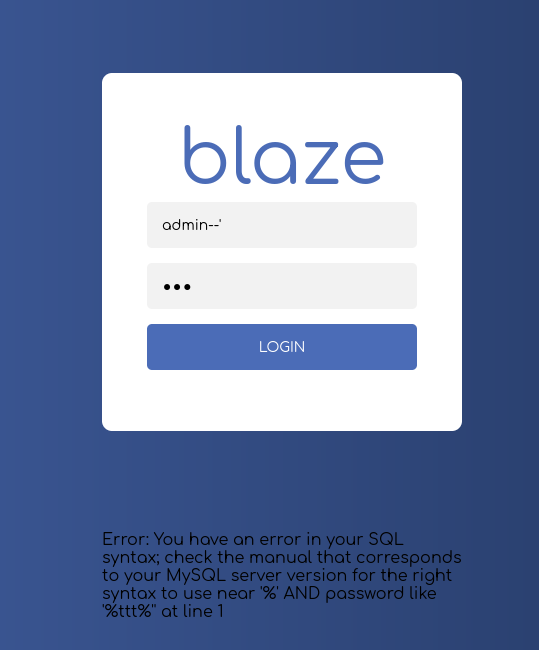 blaze
admin--'
•••
LOGIN
Error: You have an error in your SQL
syntax; check the manual that corresponds
to your MySQL server version for the right
syntax to use near '%' AND password like
'%ttt%'' at line 1